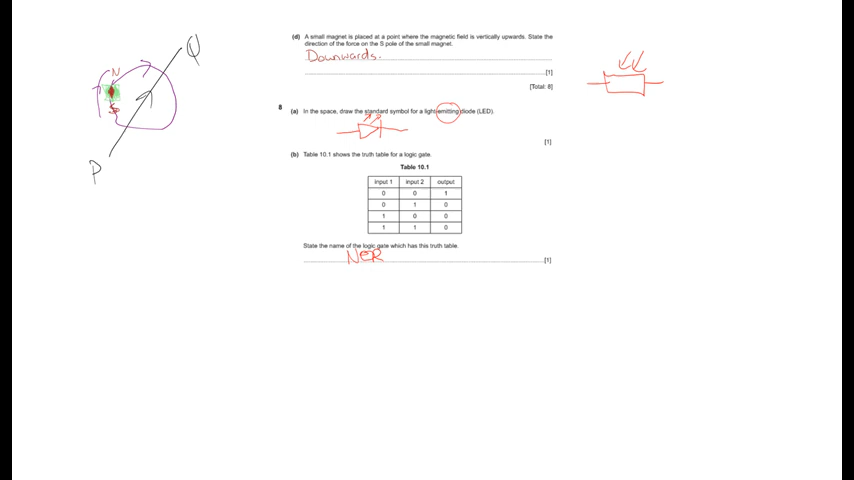 Q
N
S
P
(d) A small magnet is placed at a point where the magnetic field is vertically upwards. State the
direction of the force on the S pole of the small magnet.
Downwards.
[1]
[Total: 8]
8
(a) In the space, draw the standard symbol for a light-emitting diode (LED).
[1]
(b) Table 10.1 shows the truth table for a logic gate.
Table 10.1
input 1 input 2 output
0 0 1
0 1 0
1 0 0
1 1 0
State the name of the logic gate which has this truth table.
NOR
[1]